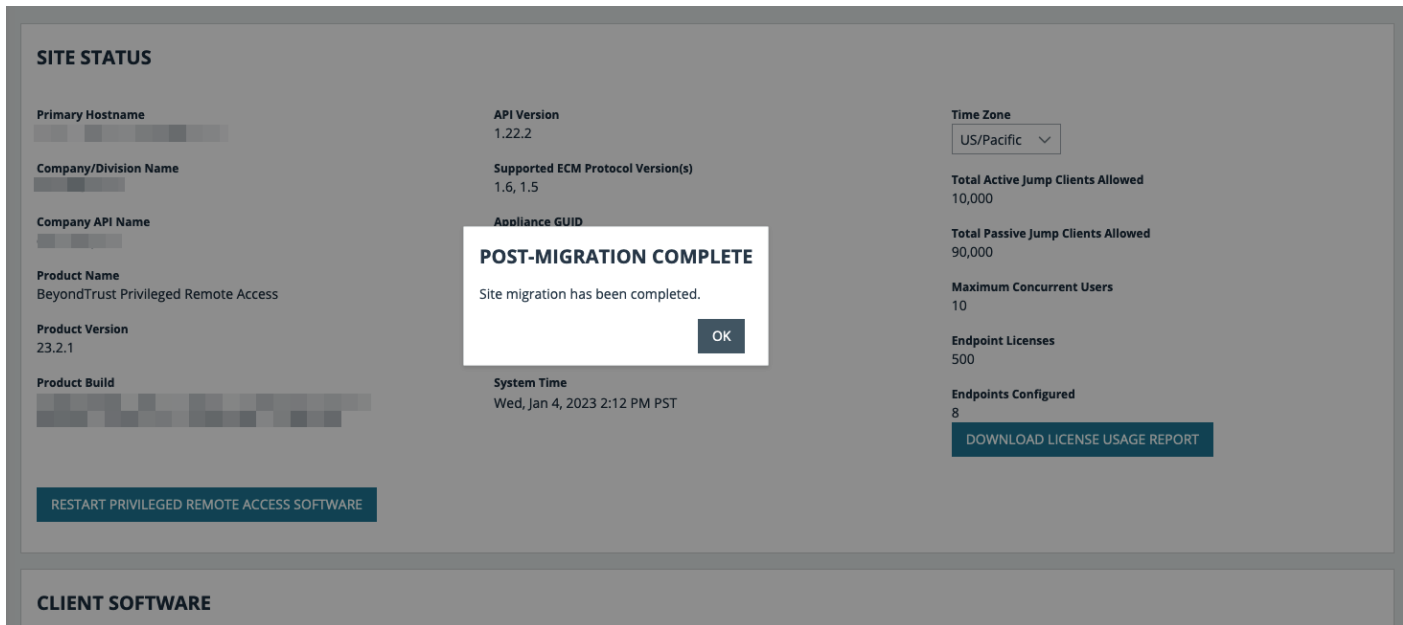 SITE STATUS
Primary Hostname
Company/Division Name
Company API Name
Product Name
BeyondTrust Privileged Remote Access
Product Version
23.2.1
Product Build
RESTART PRIVILEGED REMOTE ACCESS SOFTWARE
API Version
1.22.2
Supported ECM Protocol Version(s)
1.6, 1.5
Appliance GUID
POST-MIGRATION COMPLETE
Site migration has been completed.
OK
System Time
Wed, Jan 4, 2023 2:12 PM PST
Time Zone
US/Pacific
Total Active Jump Clients Allowed
10,000
Total Passive Jump Clients Allowed
90,000
Maximum Concurrent Users
10
Endpoint Licenses
500
Endpoints Configured
8
DOWNLOAD LICENSE USAGE REPORT
CLIENT SOFTWARE